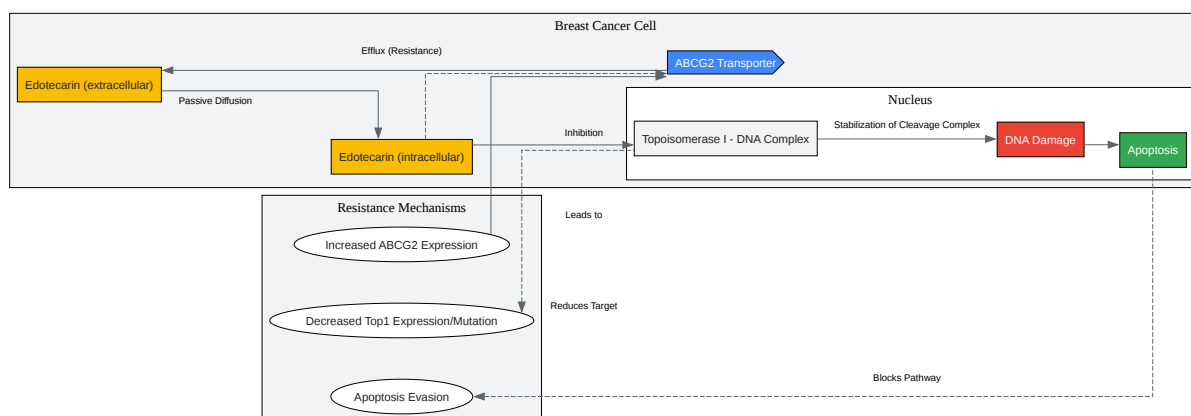 Breast Cancer Cell
Efflux (Resistance)
ABCG2 Transporter
Edotecarin (extracellular)
Passive Diffusion
Nucleus
Stabilization of Cleavage Complex
Inhibition
Topoisomerase I - DNA Complex
DNA Damage
Apoptosis
Edotecarin (intracellular)
Resistance Mechanisms
Leads to
Increased ABCG2 Expression
Reduces Target
Decreased Top1 Expression/Mutation
Blocks Pathway
Apoptosis Evasion